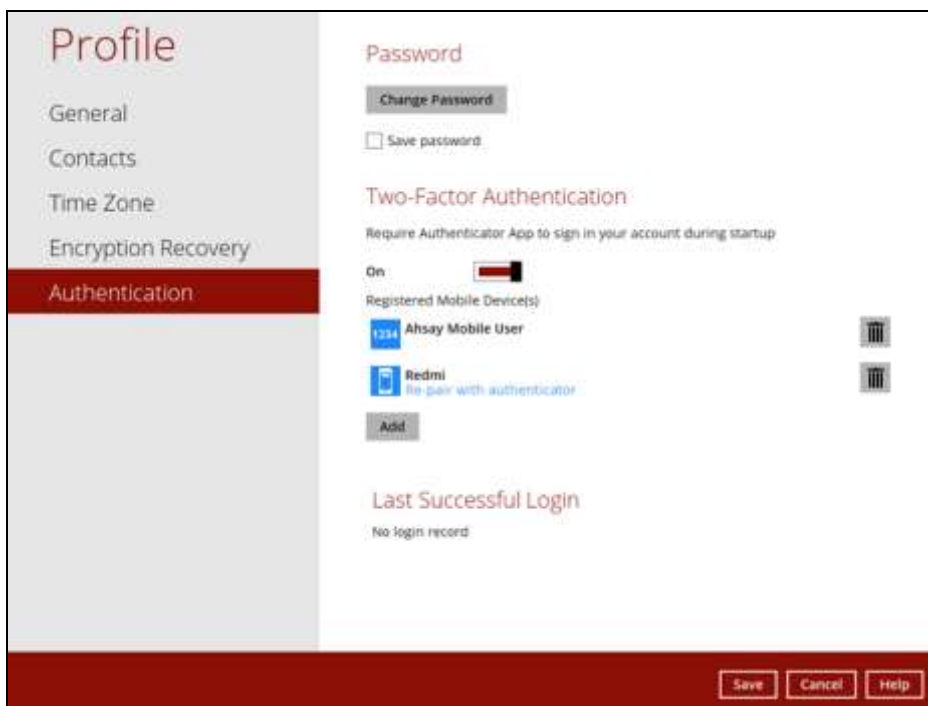 Profile
General
Contacts
Time Zone
Encryption Recovery
Authentication
Password
Change Password
Save password
Two-Factor Authentication
Require Authenticator App to sign in your account during startup
On
Registered Mobile Device(s)
1234 Ahsay Mobile User
Redmi
Re-pair with authenticator
Add
Last Successful Login
No login record
Save Cancel Help